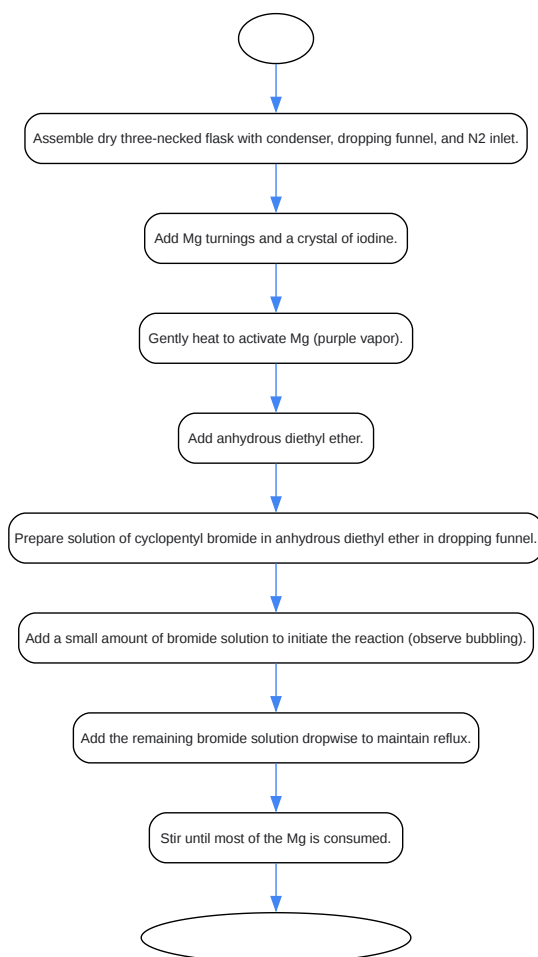 Assemble dry three-necked flask with condenser, dropping funnel, and N2 inlet.
Add Mg turnings and a crystal of iodine.
Gently heat to activate Mg (purple vapor).
Add anhydrous diethyl ether.
Prepare solution of cyclopentyl bromide in anhydrous diethyl ether in dropping funnel.
Add a small amount of bromide solution to initiate the reaction (observe bubbling).
Add the remaining bromide solution dropwise to maintain reflux.
Stir until most of the Mg is consumed.